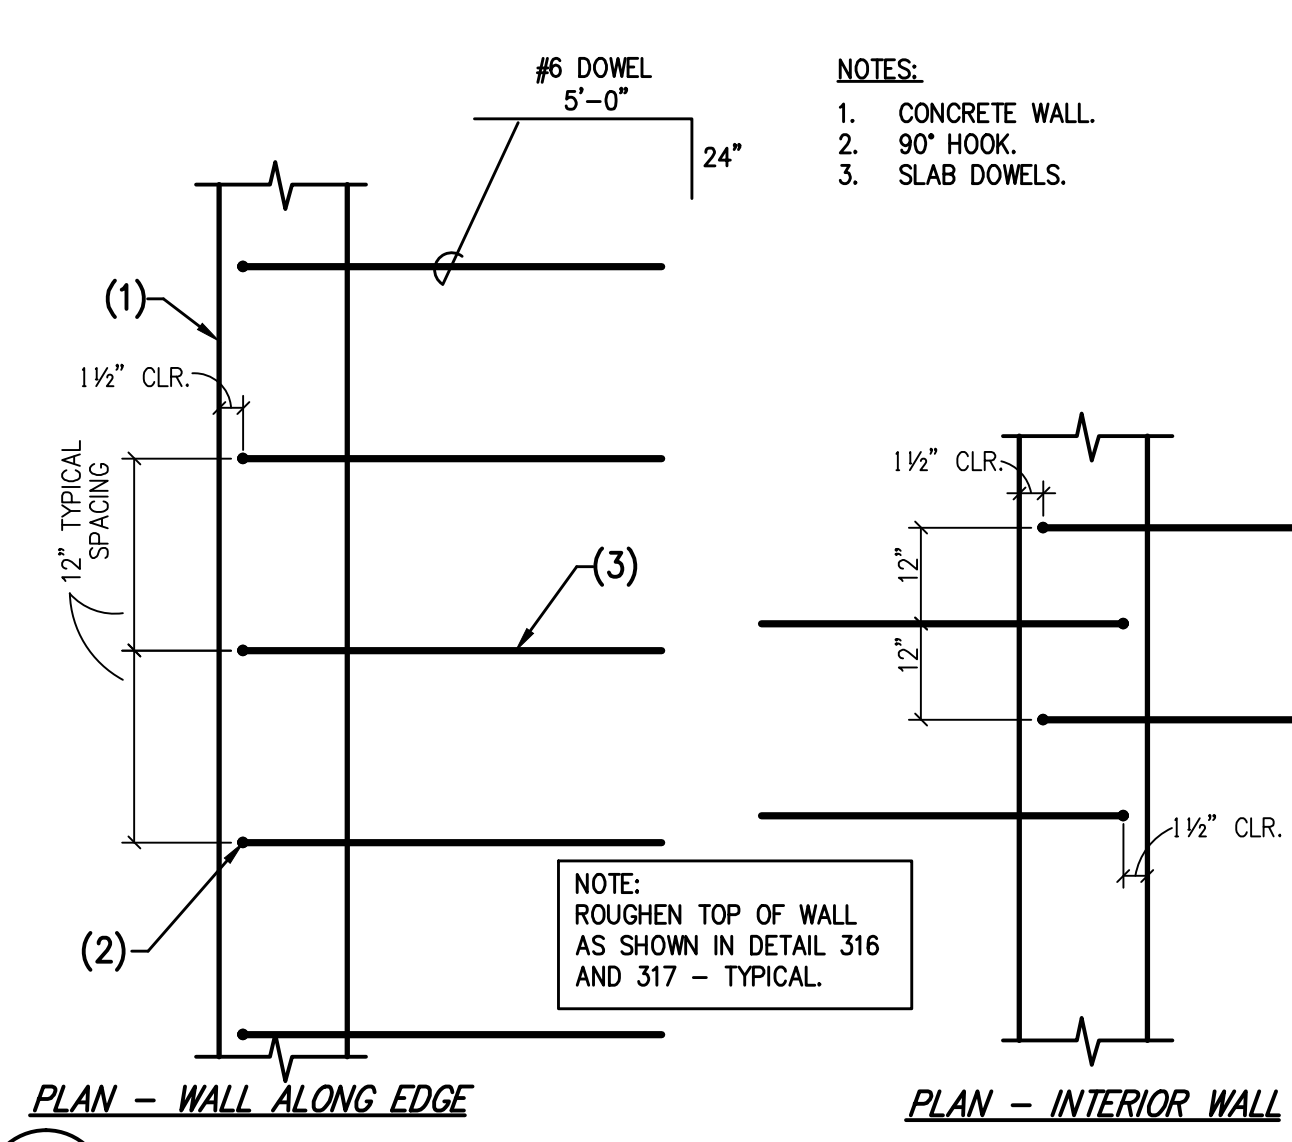 #6 DOWEL
5'-0"
24"
NOTES:
1. CONCRETE WALL.
2. 90° HOOK.
3. SLAB DOWELS.
(1)
1½" CLR.
12" TYPICAL
SPACING
(3)
(2)
NOTE:
ROUGHEN TOP OF WALL
AS SHOWN IN DETAIL 316
AND 317 - TYPICAL.
PLAN - WALL ALONG EDGE
1½" CLR.
12"
12"
1½" CLR.
PLAN - INTERIOR WALL